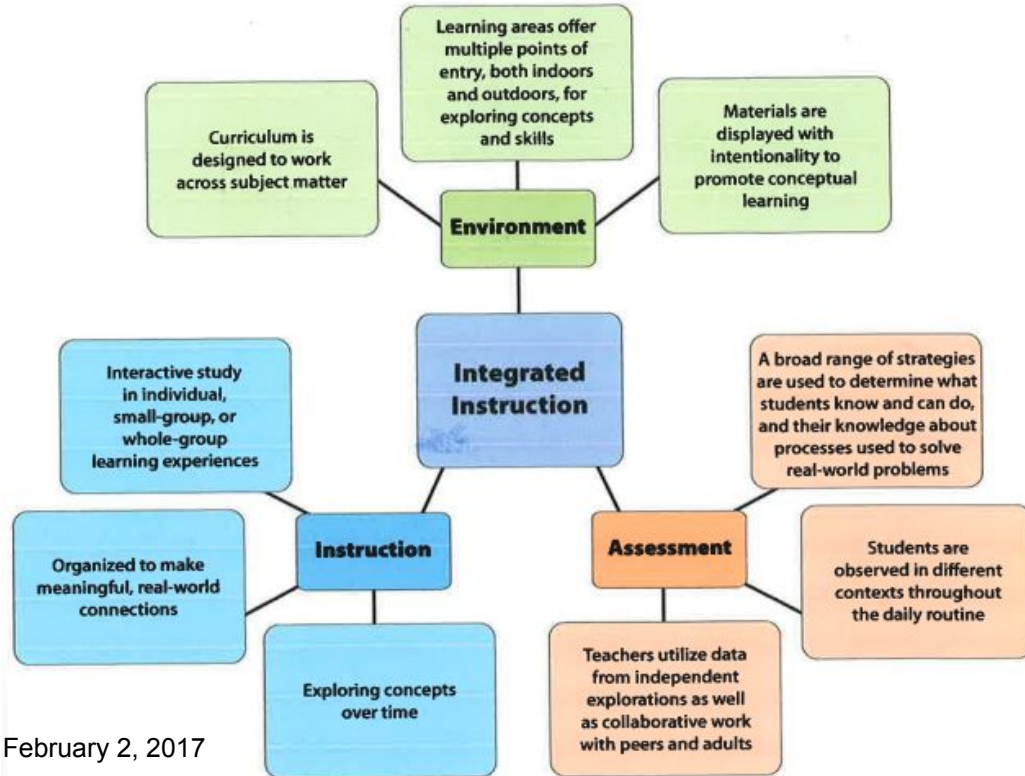 Learning areas offer
multiple points of
entry, both indoors
and outdoors, for
exploring concepts
and skills
Curriculum is
designed to work
across subject matter
Materials are
displayed with
intentionality to
promote conceptual
learning
Environment
Integrated
Instruction
Interactive study
in individual,
small-group, or
whole-group
learning experiences
A broad range of strategies
are used to determine what
students know and can do,
and their knowledge about
processes used to solve
real-world problems
Instruction
Assessment
Organized to make
meaningful, real-world
connections
Students are
observed in different
contexts throughout
the daily routine
Exploring concepts
over time
Teachers utilize data
from independent
explorations as well
as collaborative work
with peers and adults
February 2, 2017